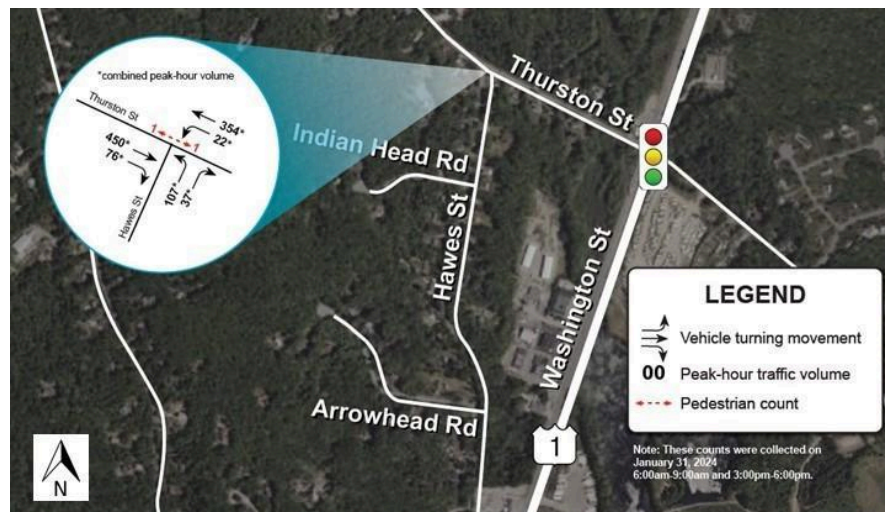 *combined peak-hour volume
Thurston St
1
1
354*
22*
450*
76*
107*
37*
Hawes St
Thurston St
Indian Head Rd
Hawes St
Washington St
Arrowhead Rd
1
N
LEGEND
Vehicle turning movement
00 Peak-hour traffic volume
Pedestrian count
Note: These counts were collected on
January 31, 2024
6:00am-9:00am and 3:00pm-6:00pm.